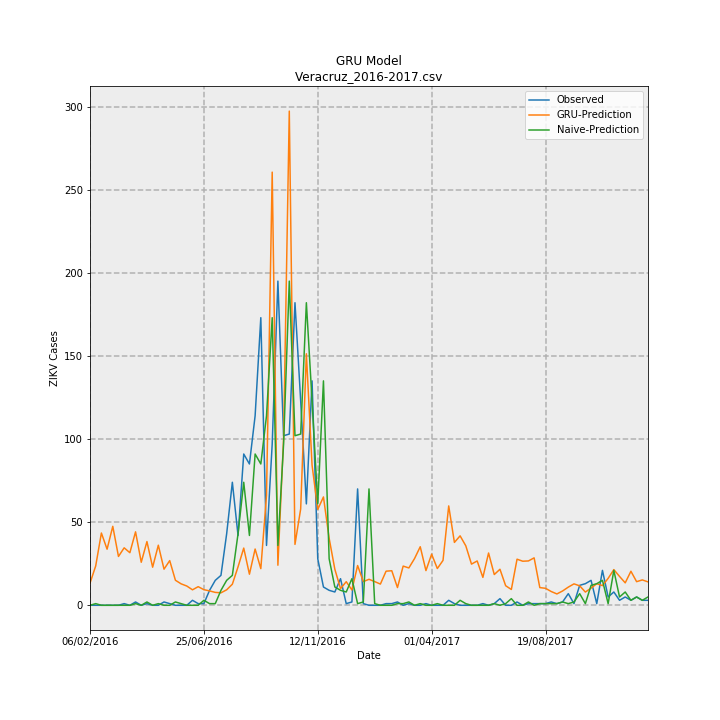 GRU Model
Veracruz_2016-2017.csv
Observed
GRU-Prediction
Naive-Prediction
300
250
200
150
100
50
0
ZIKV Cases
06/02/2016
25/06/2016
12/11/2016
01/04/2017
19/08/2017
Date